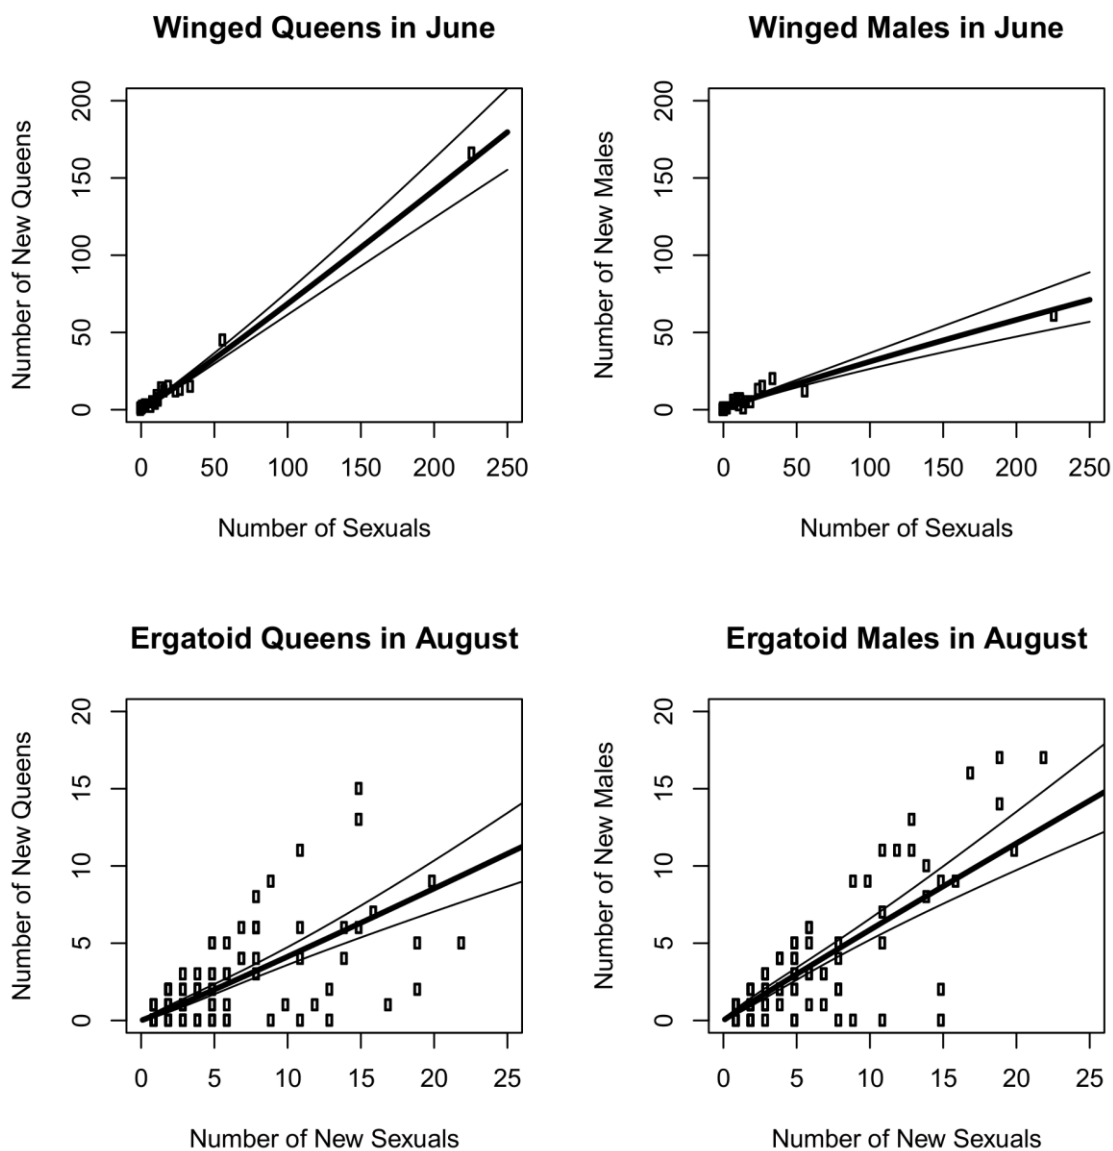 Winged Queens in June
Number of New Queens
200
150
100
50
0
0 50 100 150 200 250
Number of Sexuals
Winged Males in June
Number of New Males
200
150
100
50
0
0 50 100 150 200 250
Number of Sexuals
Ergatoid Queens in August
Number of New Queens
20
15
10
5
0
0 5 10 15 20 25
Number of New Sexuals
Ergatoid Males in August
Number of New Males
20
15
10
5
0
0 5 10 15 20 25
Number of New Sexuals